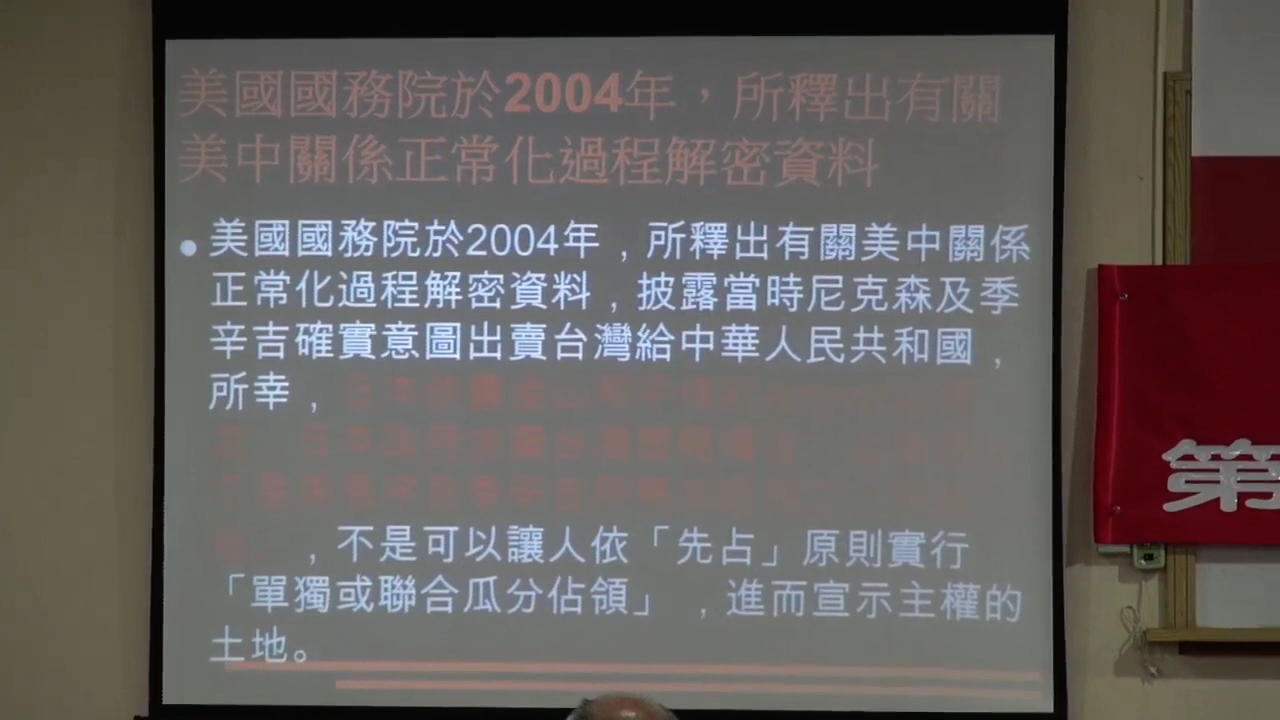 美國國務院於2004年，所釋出有關
美中關係正常化過程解密資料
●美國國務院於2004年，所釋出有關美中關係
正常化過程解密資料，披露當時尼克森及季
辛吉確實意圖出賣台灣給中華人民共和國，
所幸，
，不是可以讓人依「先占」原則實行
「單獨或聯合瓜分佔領」，進而宣示主權的
土地。
第